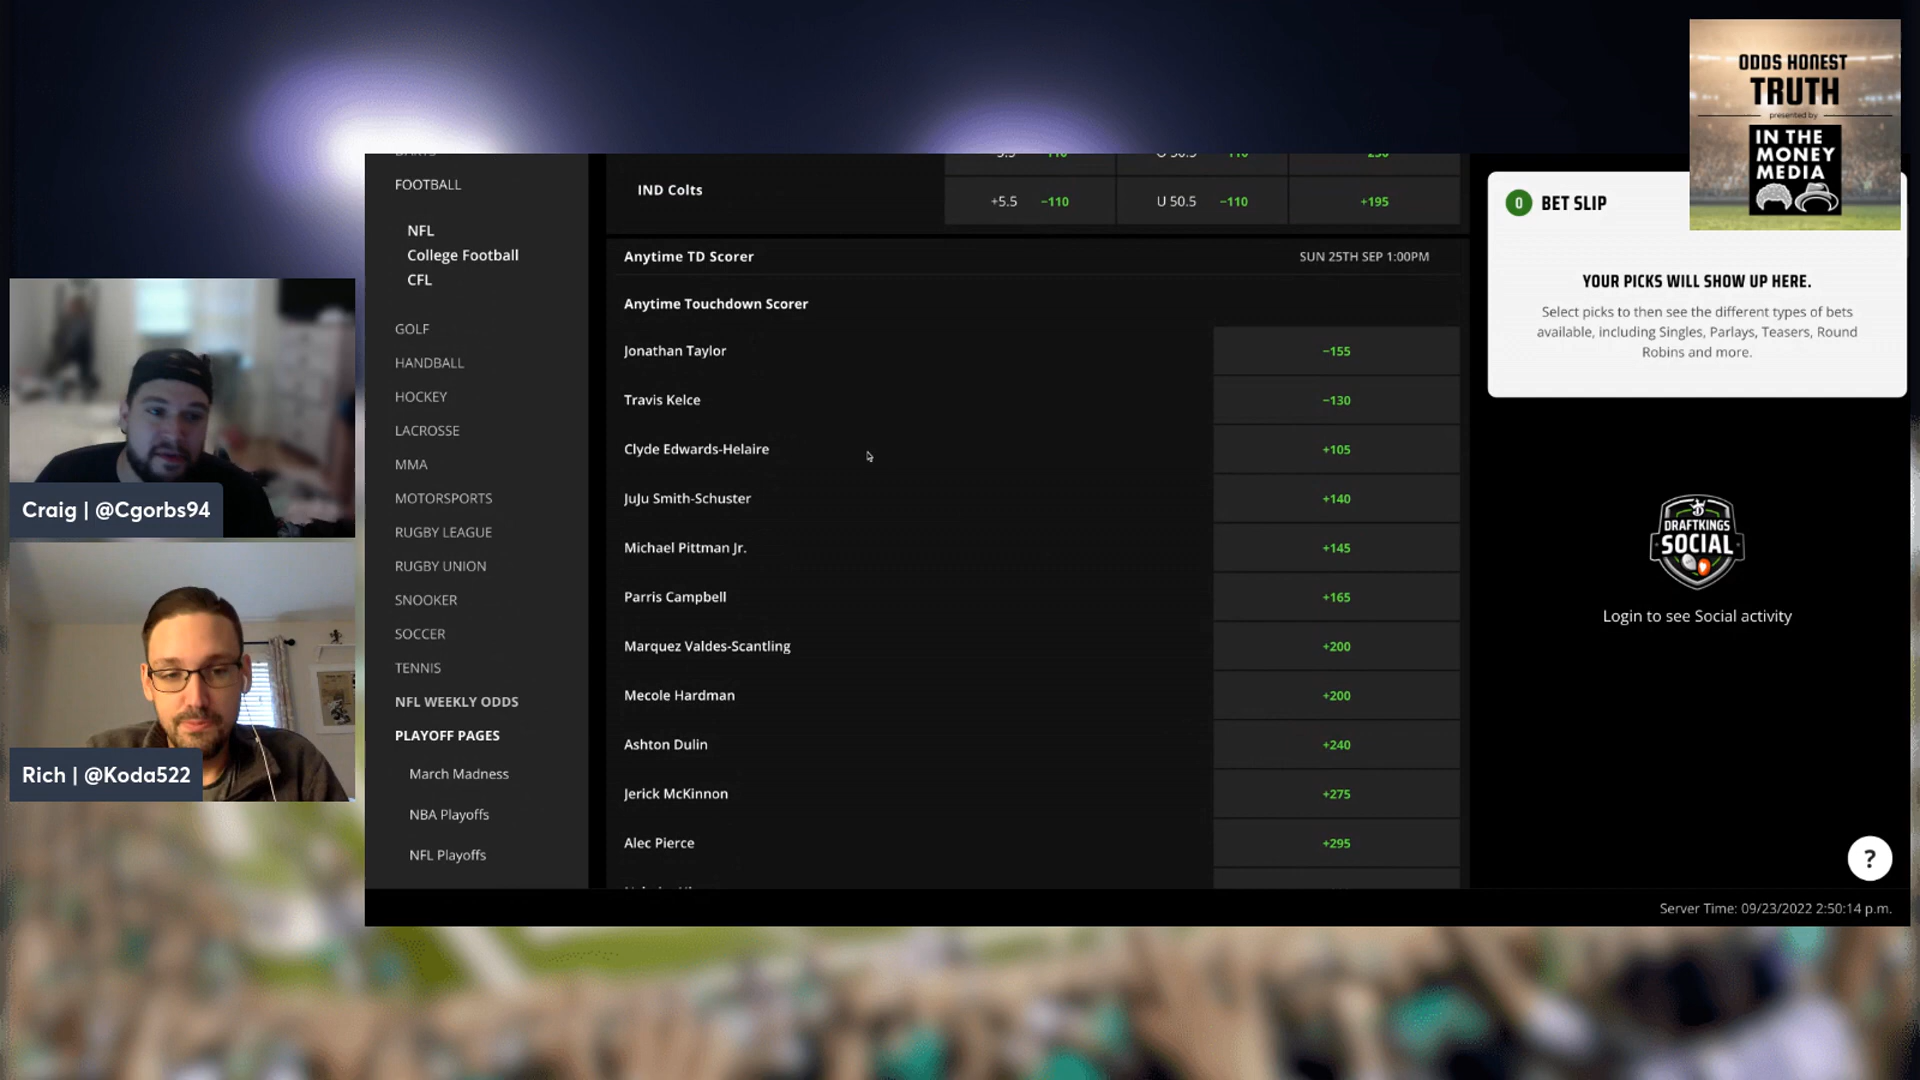 ODDS HONEST
TRUTH
presented by
IN THE
MONEY
MEDIA
DARTS
FOOTBALL
NFL
College Football
CFL
GOLF
HANDBALL
HOCKEY
LACROSSE
MMA
MOTORSPORTS
RUGBY LEAGUE
RUGBY UNION
SNOOKER
SOCCER
TENNIS
NFL WEEKLY ODDS
PLAYOFF PAGES
March Madness
NBA Playoffs
NFL Playoffs
IND Colts +5.5 −110 U 50.5 −110 +195
Anytime TD Scorer SUN 25TH SEP 1:00PM
Anytime Touchdown Scorer
Jonathan Taylor −155
Travis Kelce −130
Clyde Edwards-Helaire +105
JuJu Smith-Schuster +140
Michael Pittman Jr. +145
Parris Campbell +165
Marquez Valdes-Scantling +200
Mecole Hardman +200
Ashton Dulin +240
Jerick McKinnon +275
Alec Pierce +295
0 BET SLIP
YOUR PICKS WILL SHOW UP HERE.
Select picks to then see the different types of bets
available, including Singles, Parlays, Teasers, Round
Robins and more.
DRAFTKINGS
SOCIAL
Login to see Social activity
?
Server Time: 09/23/2022 2:50:14 p.m.
Craig | @Cgorbs94
Rich | @Koda522